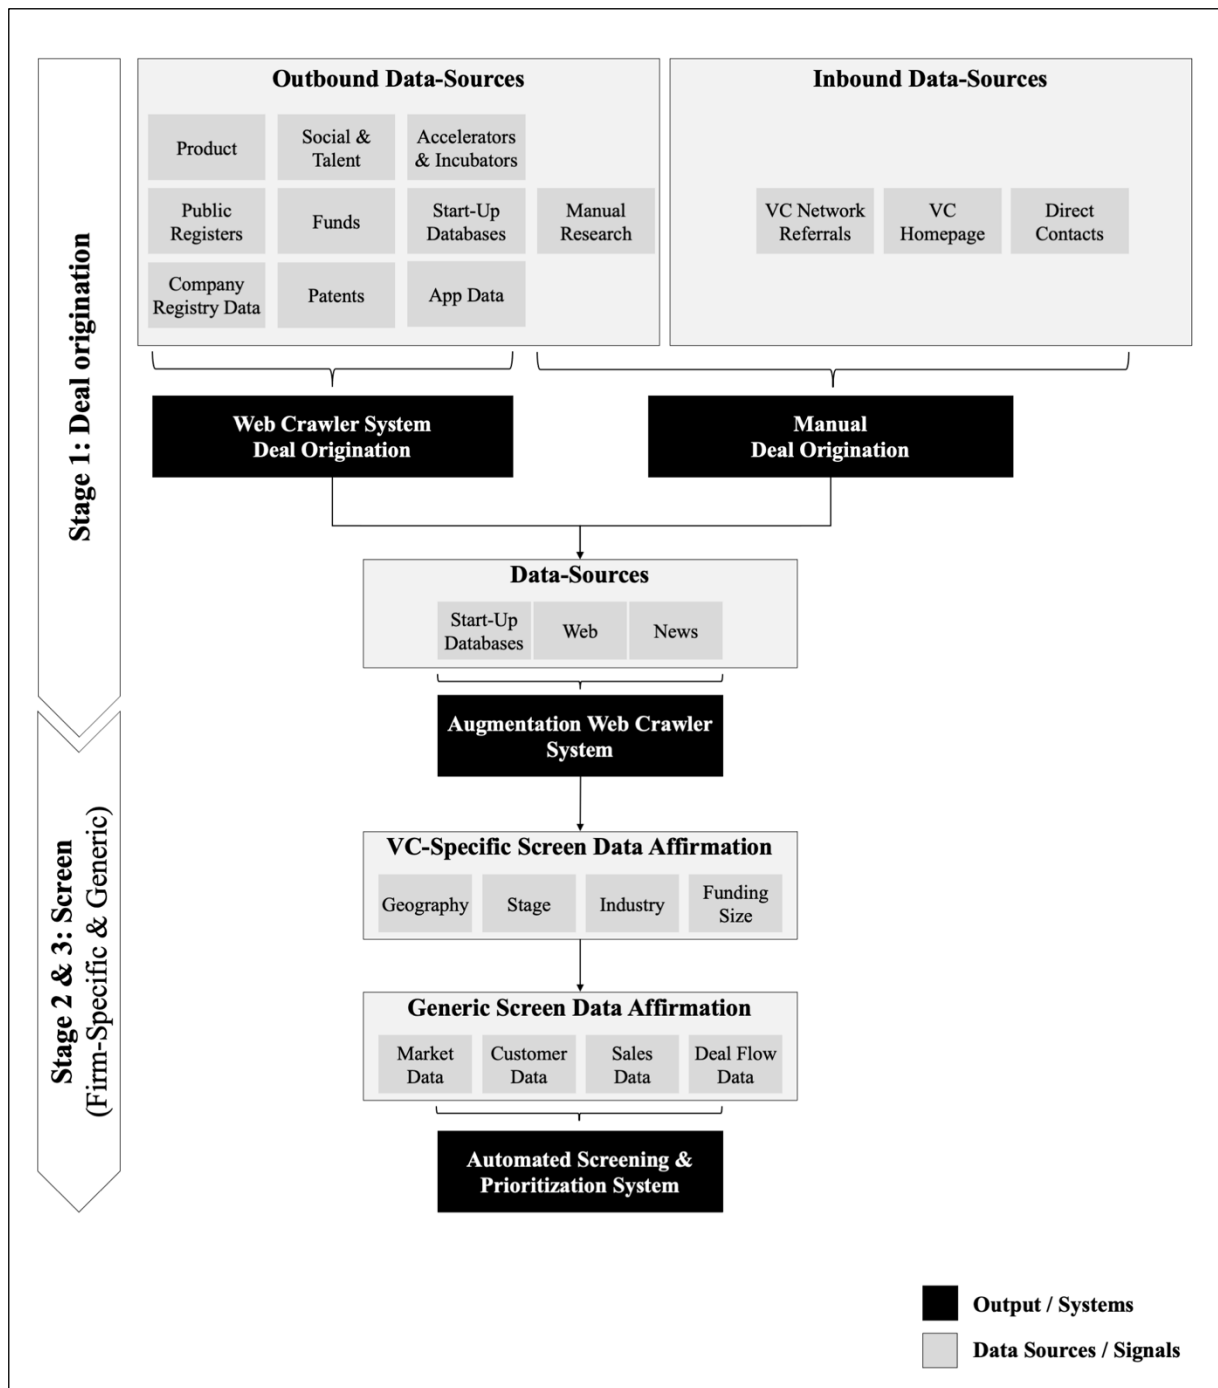 Stage 1: Deal origination
Outbound Data-Sources
Product
Social &
Talent
Accelerators
& Incubators
Public
Registers
Funds
Start-Up
Databases
Manual
Research
Company
Registry Data
Patents
App Data
Inbound Data-Sources
VC Network
Referrals
VC
Homepage
Direct
Contacts
Web Crawler System
Deal Origination
Manual
Deal Origination
Data-Sources
Start-Up
Databases
Web
News
Augmentation Web Crawler
System
Stage 2 & 3: Screen
(Firm-Specific & Generic)
VC-Specific Screen Data Affirmation
Geography
Stage
Industry
Funding
Size
Generic Screen Data Affirmation
Market
Data
Customer
Data
Sales
Data
Deal Flow
Data
Automated Screening &
Prioritization System
Output / Systems
Data Sources / Signals